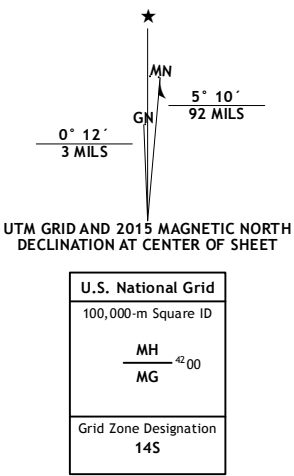 ★
MN
5° 10´
92 MILS
GN
0° 12´
3 MILS
UTM GRID AND 2015 MAGNETIC NORTH
DECLINATION AT CENTER OF SHEET
U.S. National Grid
100,000-m Square ID
MH
4200
MG
Grid Zone Designation
14S